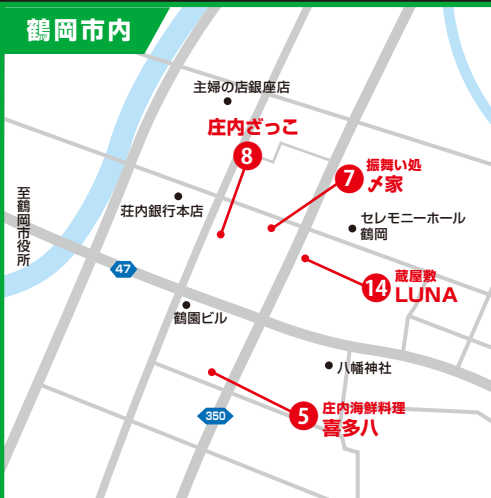 鶴岡市内
主婦の店銀座店
庄内ざっこ
8
振舞い処
7 〆家
荘内銀行本店
セレモニーホール
鶴岡
至鶴岡市役所
47
蔵屋敷
14 LUNA
鶴園ビル
八幡神社
350
庄内海鮮料理
5 喜多八